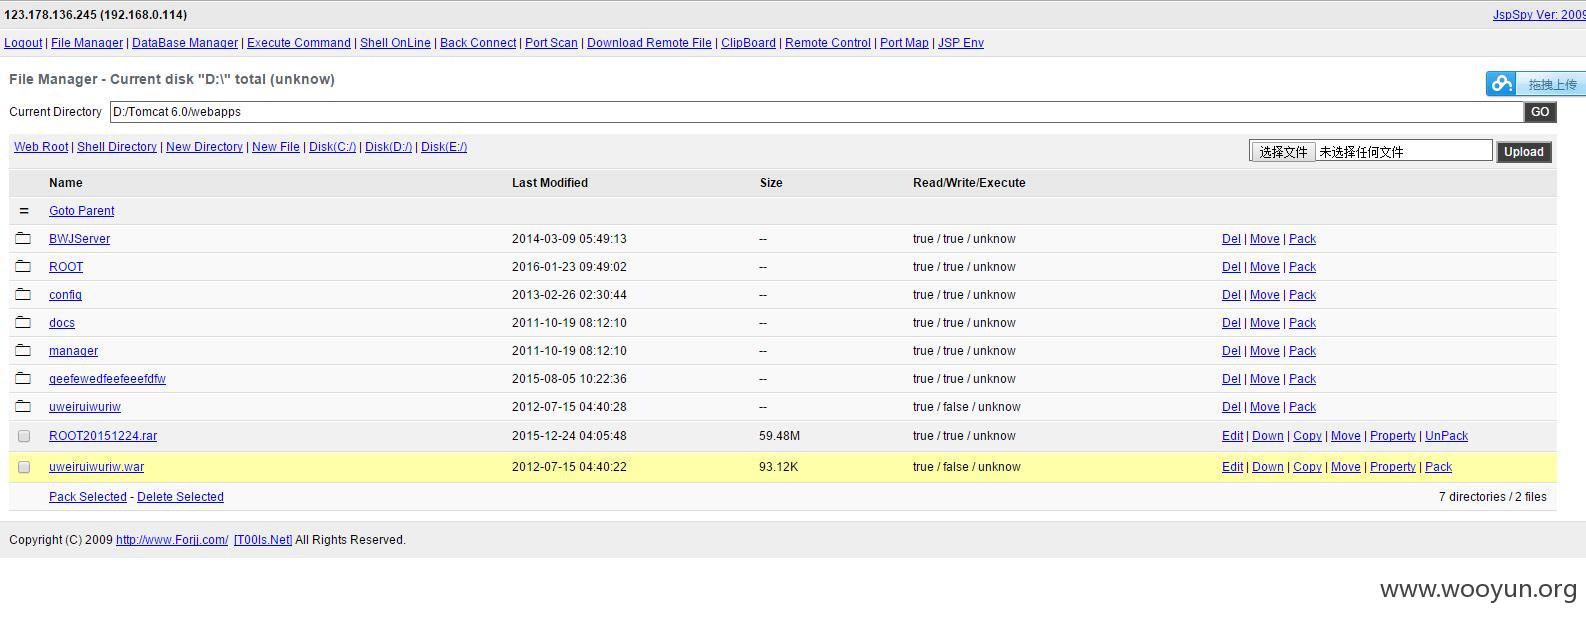 123.178.136.245 (192.168.0.114) JspSpy Ver: 2009
Logout | File Manager | DataBase Manager | Execute Command | Shell OnLine | Back Connect | Port Scan | Download Remote File | ClipBoard | Remote Control | Port Map | JSP Env
File Manager - Current disk "D:\" total (unknow)
拖拽上传
Current Directory D:/Tomcat 6.0/webapps GO
Web Root | Shell Directory | New Directory | New File | Disk(C:/) | Disk(D:/) | Disk(E:/) 选择文件 未选择任何文件 Upload
Name Last Modified Size Read/Write/Execute
= Goto Parent
BWJServer 2014-03-09 05:49:13 -- true / true / unknow Del | Move | Pack
ROOT 2016-01-23 09:49:02 -- true / true / unknow Del | Move | Pack
config 2013-02-26 02:30:44 -- true / true / unknow Del | Move | Pack
docs 2011-10-19 08:12:10 -- true / true / unknow Del | Move | Pack
manager 2011-10-19 08:12:10 -- true / true / unknow Del | Move | Pack
qeefewedfeefeeefdfw 2015-08-05 10:22:36 -- true / true / unknow Del | Move | Pack
uweiruiwuriw 2012-07-15 04:40:28 -- true / false / unknow Del | Move | Pack
ROOT20151224.rar 2015-12-24 04:05:48 59.48M true / true / unknow Edit | Down | Copy | Move | Property | UnPack
uweiruiwuriw.war 2012-07-15 04:40:22 93.12K true / false / unknow Edit | Down | Copy | Move | Property | Pack
Pack Selected - Delete Selected 7 directories / 2 files
Copyright (C) 2009 http://www.Forjj.com/ [T00ls.Net] All Rights Reserved.
www.wooyun.org